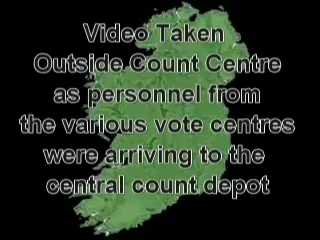 Video Taken
Outside Count Centre
as personnel from
the various vote centres
were arriving to the
central count depot